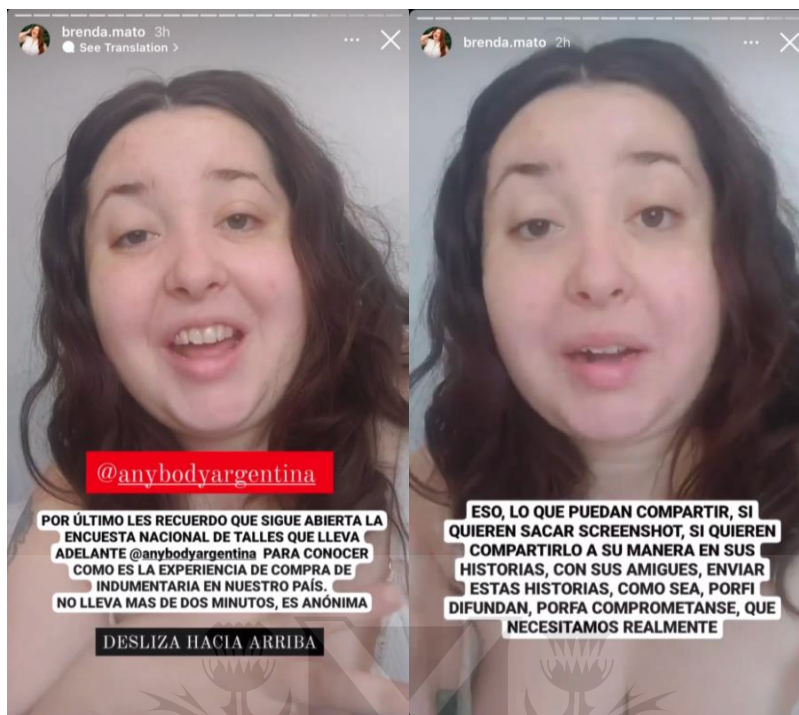 brenda.mato 3h
See Translation >
@anybodyargentina
POR ÚLTIMO LES RECUERDO QUE SIGUE ABIERTA LA
ENCUESTA NACIONAL DE TALLES QUE LLEVA
ADELANTE @anybodyargentina PARA CONOCER
COMO ES LA EXPERIENCIA DE COMPRA DE
INDUMENTARIA EN NUESTRO PAÍS.
NO LLEVA MAS DE DOS MINUTOS, ES ANÓNIMA
DESLIZA HACIA ARRIBA
brenda.mato 2h
ESO, LO QUE PUEDAN COMPARTIR, SI
QUIEREN SACAR SCREENSHOT, SI QUIEREN
COMPARTIRLO A SU MANERA EN SUS
HISTORIAS, CON SUS AMIGUES, ENVIAR
ESTAS HISTORIAS, COMO SEA, PORFI
DIFUNDAN, PORFA COMPROMETANSE, QUE
NECESITAMOS REALMENTE